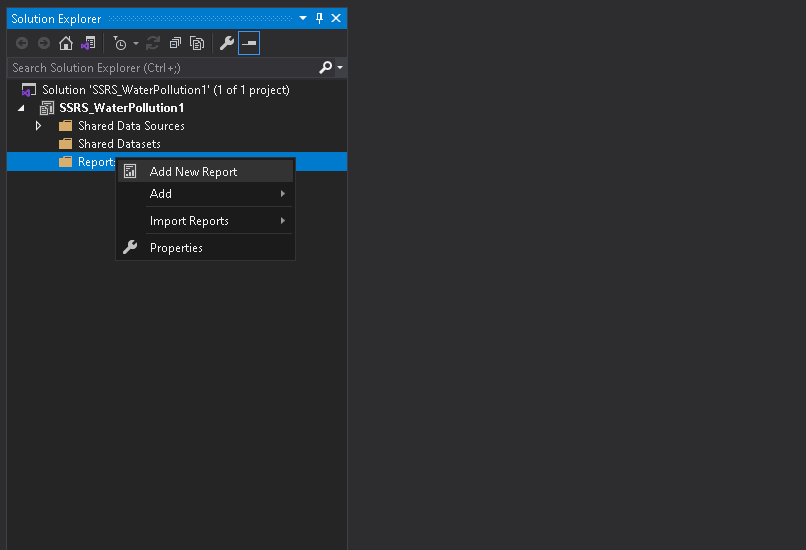 Solution Explorer
Search Solution Explorer (Ctrl+;)
Solution 'SSRS_WaterPollution1' (1 of 1 project)
SSRS_WaterPollution1
Shared Data Sources
Shared Datasets
Reports
Add New Report
Add
Import Reports
Properties